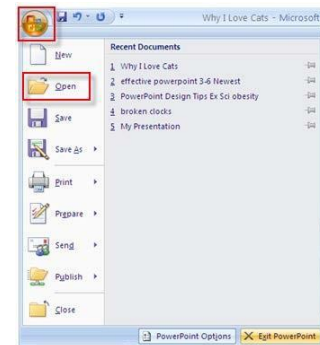 Why I Love Cats - Microsoft
New
Open
Save
Save As
Print
Prepare
Send
Publish
Close
Recent Documents
1 Why I Love Cats
2 effective powerpoint 3-6 Newest
3 PowerPoint Design Tips Ex Sci obesity
4 broken clocks
5 My Presentation
PowerPoint Options
Exit PowerPoint